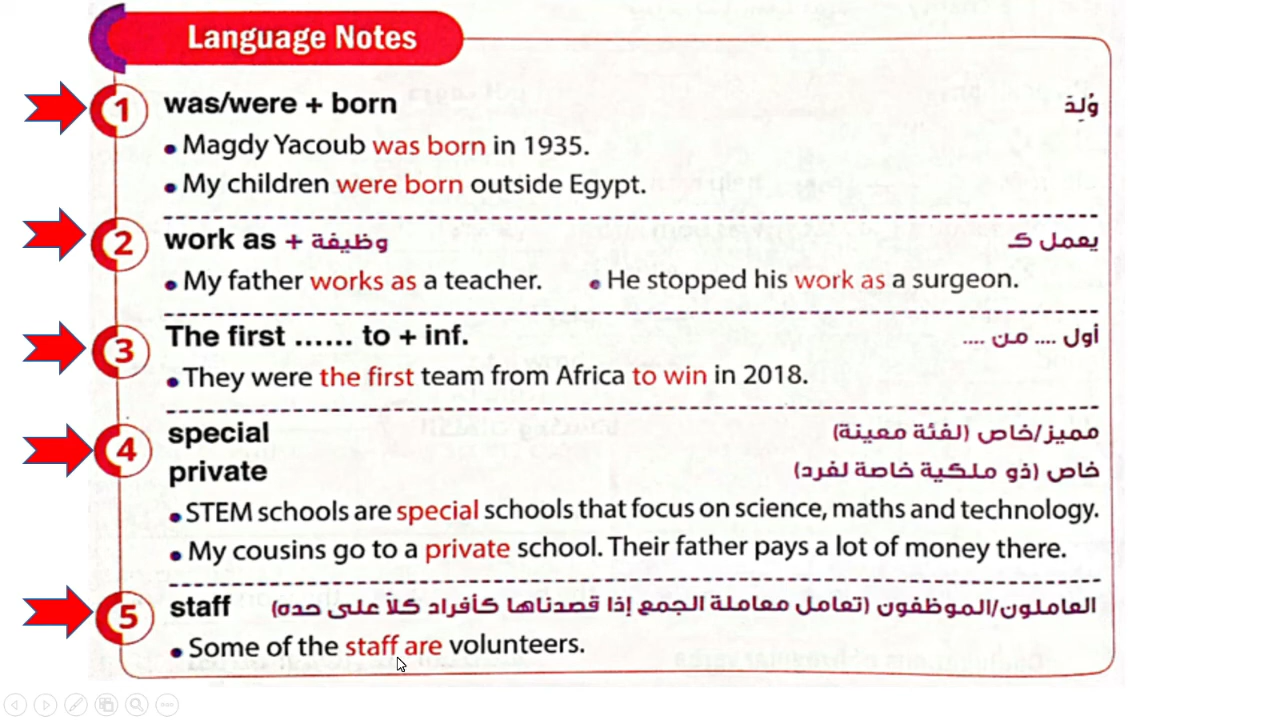 Language Notes
1 was/were + born وُلِدَ
• Magdy Yacoub was born in 1935.
• My children were born outside Egypt.
2 work as + وظيفة يعمل كـ
• My father works as a teacher. • He stopped his work as a surgeon.
3 The first ...... to + inf. أول .... من ....
• They were the first team from Africa to win in 2018.
4 special مميز/خاص (لفئة معينة)
private خاص (ذو ملكية خاصة لفرد)
• STEM schools are special schools that focus on science, maths and technology.
• My cousins go to a private school. Their father pays a lot of money there.
5 staff العاملون/الموظفون (تعامل معاملة الجمع إذا قصدناها كأفراد كلاً على حده)
• Some of the staff are volunteers.